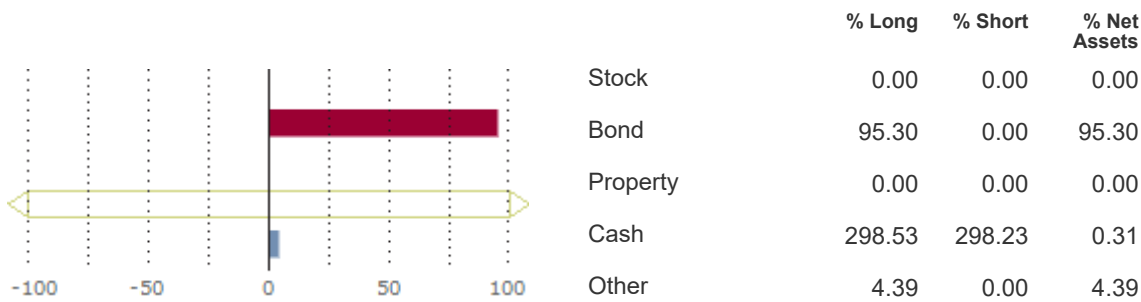 % Long % Short % Net
Assets
Stock 0.00 0.00 0.00
Bond 95.30 0.00 95.30
Property 0.00 0.00 0.00
Cash 298.53 298.23 0.31
Other 4.39 0.00 4.39
-100 -50 0 50 100